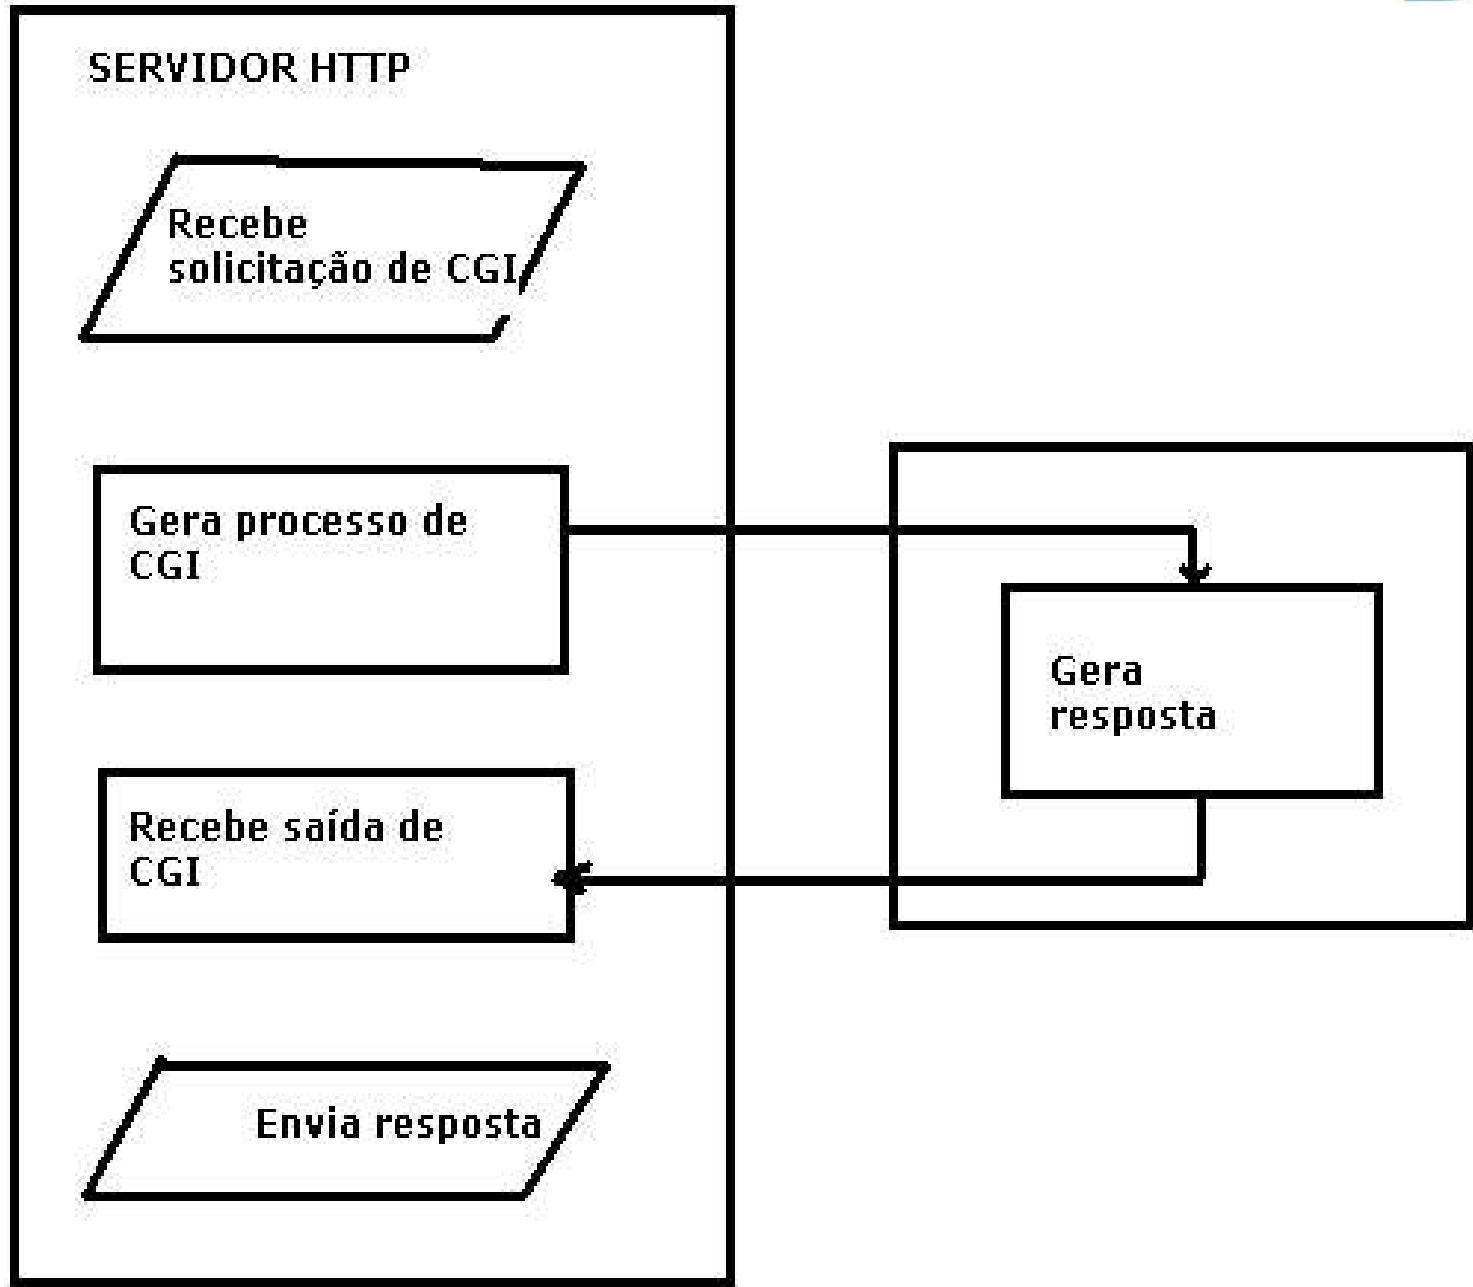 SERVIDOR HTTP
Recebe
solicitação de CGI
Gera processo de
CGI
Gera
resposta
Recebe saída de
CGI
Envia resposta